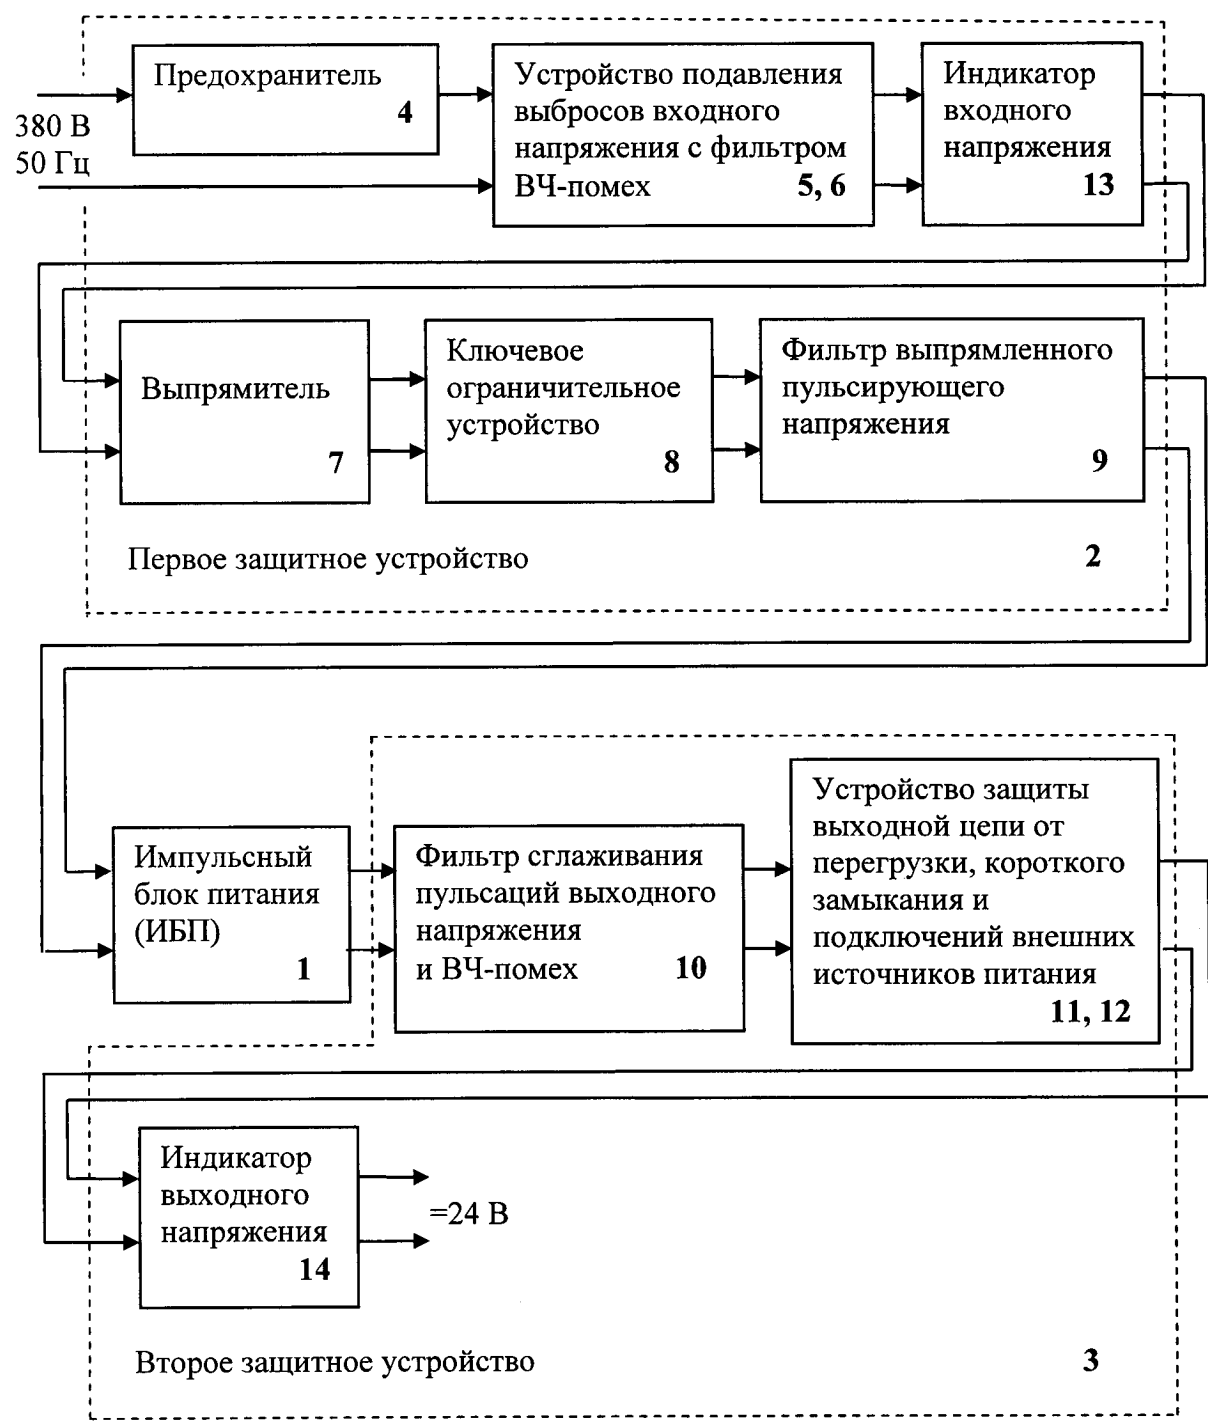 Предохранитель
4
380 В
50 Гц
Устройство подавления
выбросов входного
напряжения с фильтром
ВЧ-помех
5, 6
Индикатор
входного
напряжения
13
Выпрямитель
7
Ключевое
ограничительное
устройство
8
Фильтр выпрямленного
пульсирующего
напряжения
9
Первое защитное устройство
2
Импульсный
блок питания
(ИБП)
1
Фильтр сглаживания
пульсаций выходного
напряжения
и ВЧ-помех
10
Устройство защиты
выходной цепи от
перегрузки, короткого
замыкания и
подключений внешних
источников питания
11, 12
Индикатор
выходного
напряжения
14
=24 В
Второе защитное устройство
3